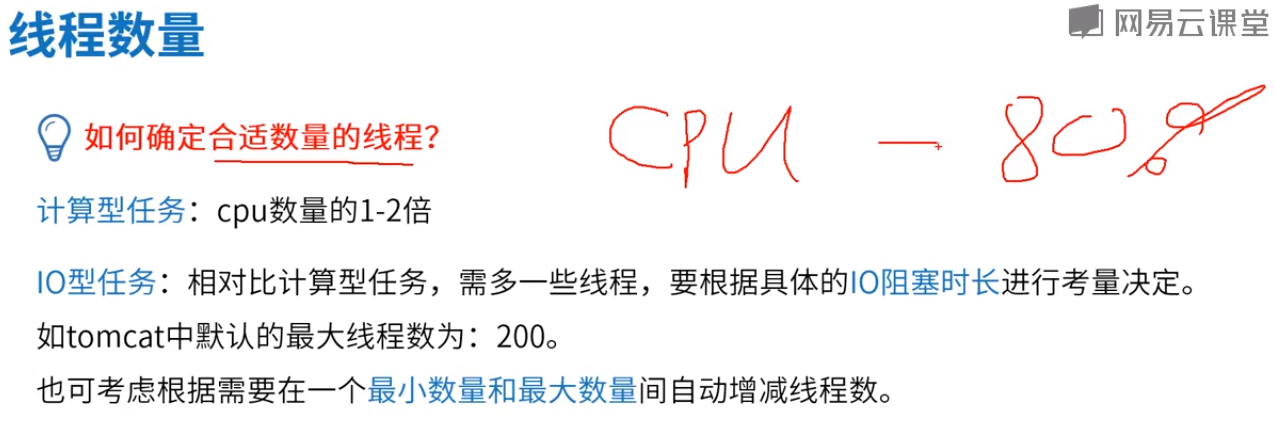 线程数量
网易云课堂
如何确定合适数量的线程？
CPU — 80%
计算型任务：cpu数量的1-2倍
IO型任务：相对比计算型任务，需多一些线程，要根据具体的IO阻塞时长进行考量决定。
如tomcat中默认的最大线程数为：200。
也可考虑根据需要在一个最小数量和最大数量间自动增减线程数。